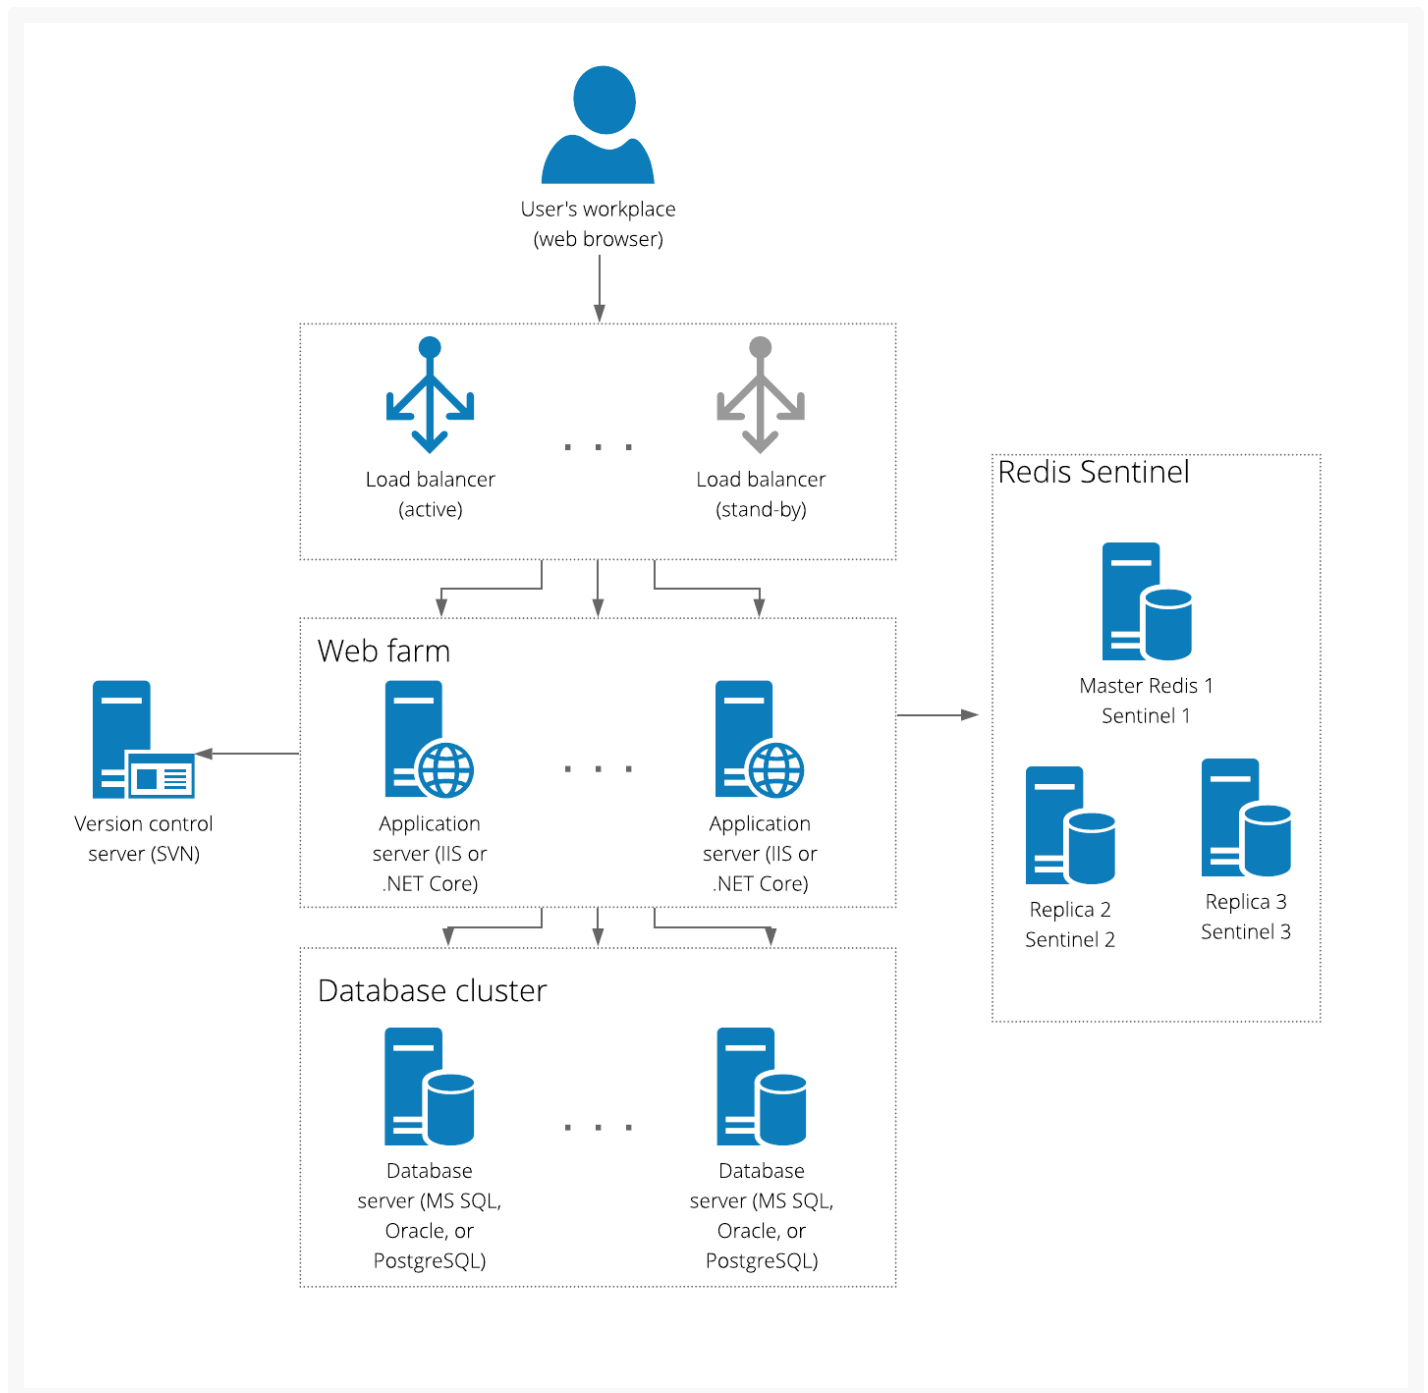 User's workplace
(web browser)
Load balancer
(active)
Load balancer
(stand-by)
Redis Sentinel
Master Redis 1
Sentinel 1
Replica 2
Sentinel 2
Replica 3
Sentinel 3
Web farm
Version control
server (SVN)
Application
server (IIS or
.NET Core)
Application
server (IIS or
.NET Core)
Database cluster
Database
server (MS SQL,
Oracle, or
PostgreSQL)
Database
server (MS SQL,
Oracle, or
PostgreSQL)